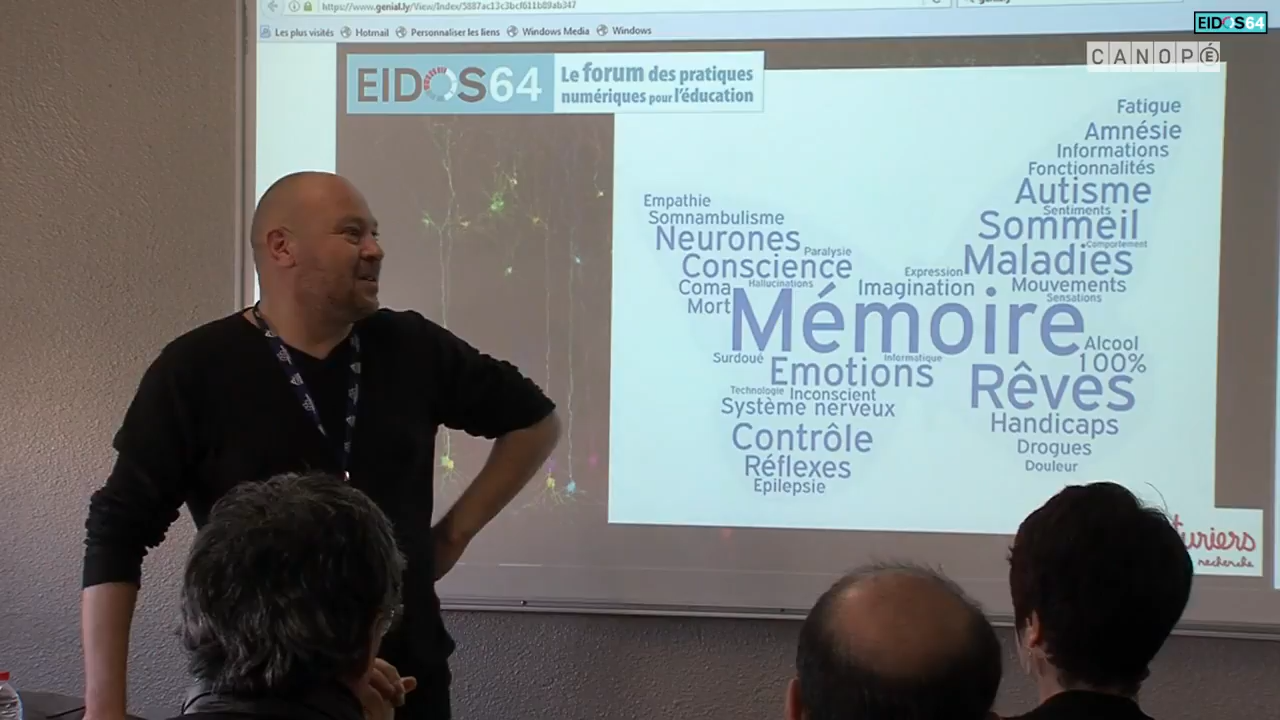 https://www.genial.ly/View/Index/5887ac13c3bcf611b89ab347
Les plus visités Hotmail Personnaliser les liens Windows Media Windows
EIDOS64
CANOPÉ
EIDOS64
Le forum des pratiques
numériques pour l'éducation
Fatigue
Amnésie
Informations
Fonctionnalités
Autisme
Sentiments
Sommeil
Comportement
Maladies
Mouvements
Sensations
Empathie
Somnambulisme
Neurones
Paralysie
Conscience
Expression
Coma
Hallucinations
Imagination
Mort
Mémoire
Alcool
100%
Surdoué
Informatique
Emotions
Rêves
Technologie
Inconscient
Système nerveux
Handicaps
Contrôle
Drogues
Réflexes
Douleur
Epilepsie
turiers
recherche